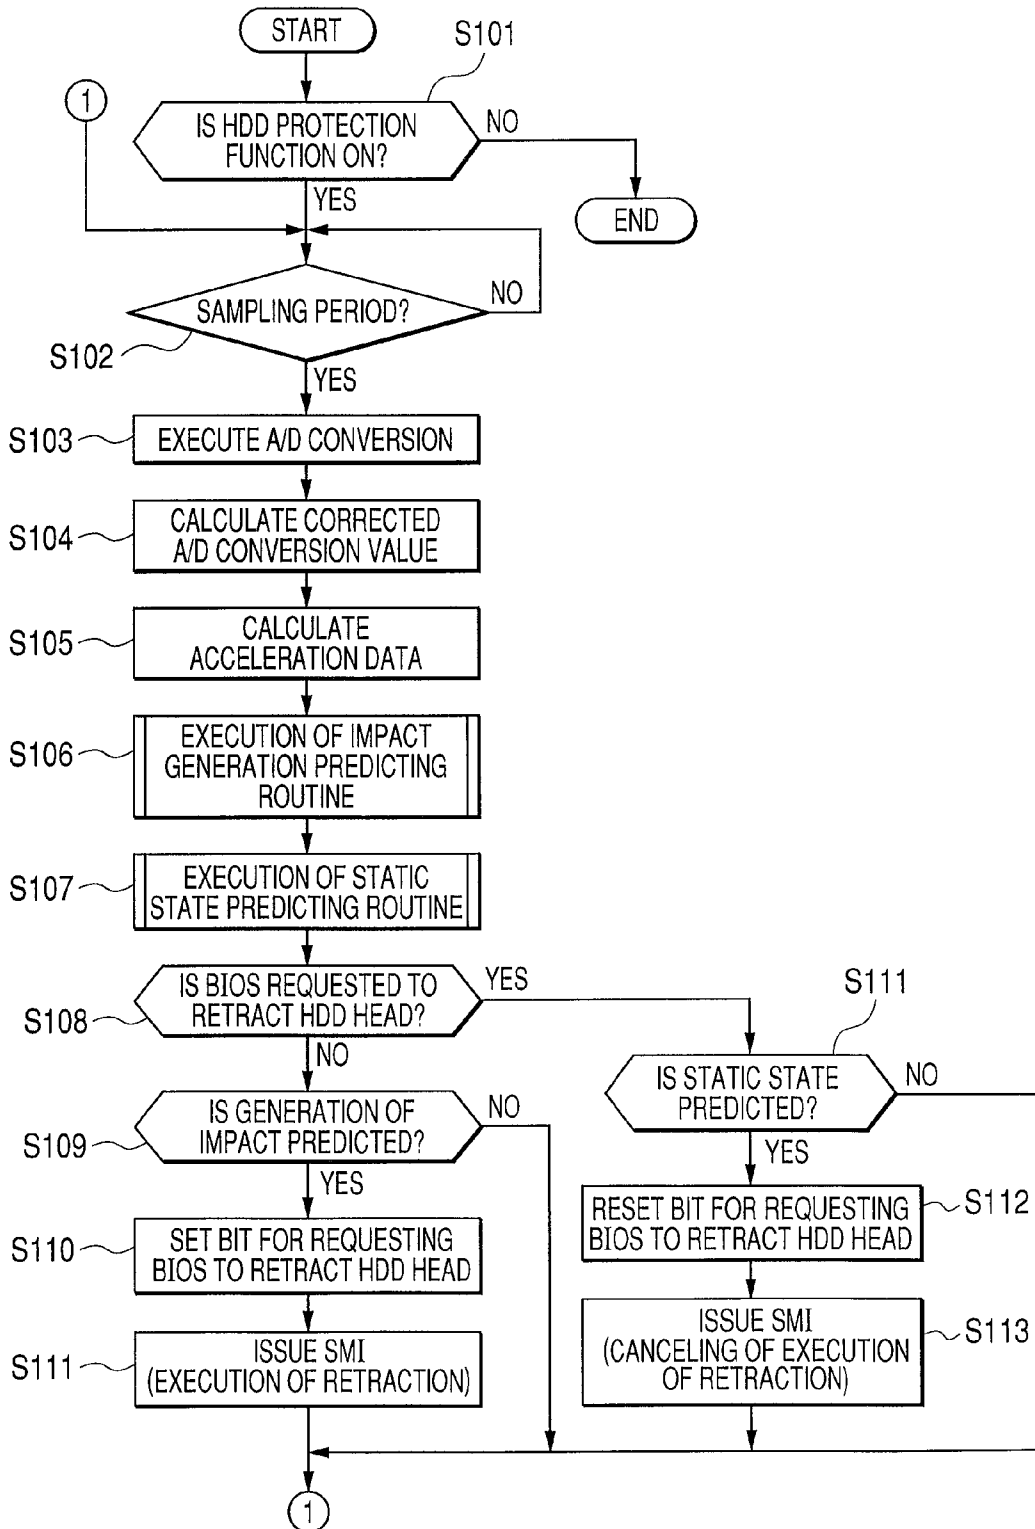 START
S101
1
IS HDD PROTECTION
FUNCTION ON?
NO
YES
END
SAMPLING PERIOD?
NO
S102
YES
S103
EXECUTE A/D CONVERSION
S104
CALCULATE CORRECTED
A/D CONVERSION VALUE
S105
CALCULATE
ACCELERATION DATA
S106
EXECUTION OF IMPACT
GENERATION PREDICTING
ROUTINE
S107
EXECUTION OF STATIC
STATE PREDICTING ROUTINE
S108
IS BIOS REQUESTED TO
RETRACT HDD HEAD?
YES
NO
S111
IS STATIC STATE
PREDICTED?
NO
YES
S109
IS GENERATION OF
IMPACT PREDICTED?
NO
YES
S112
RESET BIT FOR REQUESTING
BIOS TO RETRACT HDD HEAD
S110
SET BIT FOR REQUESTING
BIOS TO RETRACT HDD HEAD
S113
ISSUE SMI
(CANCELING OF EXECUTION
OF RETRACTION)
S111
ISSUE SMI
(EXECUTION OF RETRACTION)
1